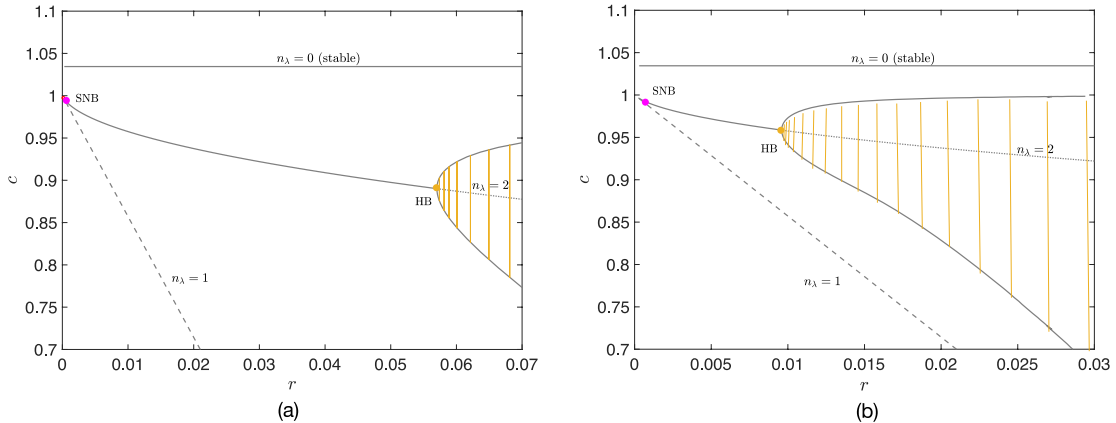 1.1
1.05
1
0.95
0.9
0.85
0.8
0.75
0.7
c
n_λ = 0 (stable)
SNB
n_λ = 2
HB
n_λ = 1
0 0.01 0.02 0.03 0.04 0.05 0.06 0.07
r
(a)
1.1
1.05
1
0.95
0.9
0.85
0.8
0.75
0.7
c
n_λ = 0 (stable)
SNB
HB
n_λ = 2
n_λ = 1
0 0.005 0.01 0.015 0.02 0.025 0.03
r
(b)